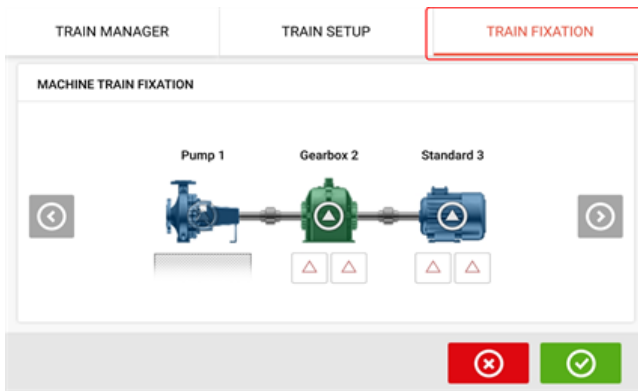 TRAIN MANAGER TRAIN SETUP TRAIN FIXATION
MACHINE TRAIN FIXATION
Pump 1 Gearbox 2 Standard 3